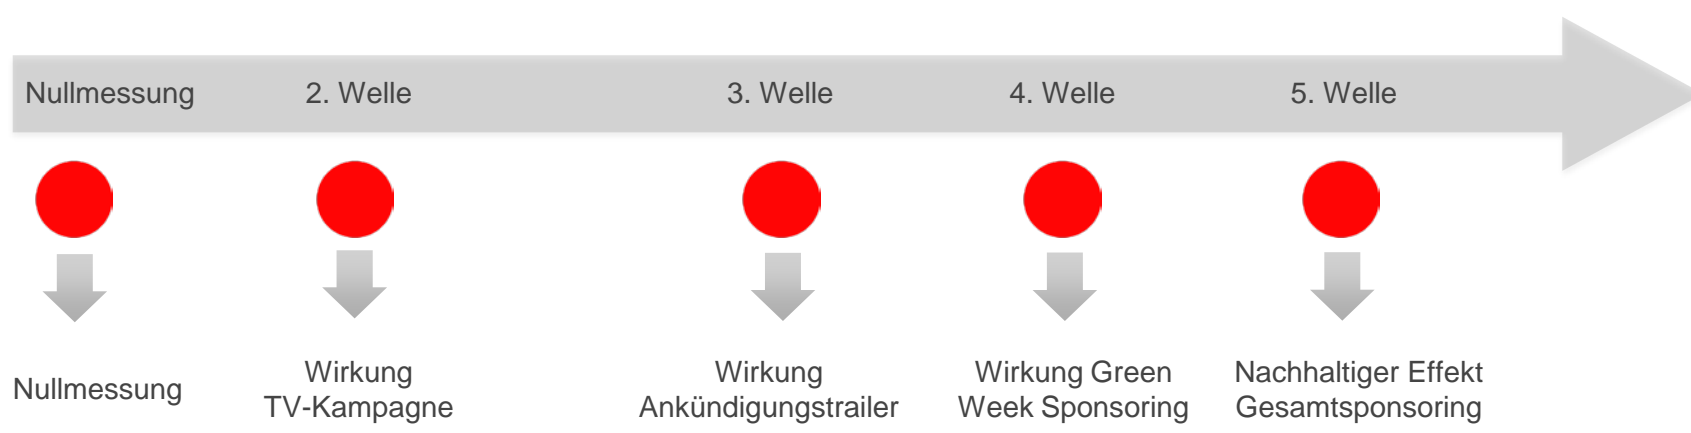 Nullmessung
2. Welle
3. Welle
4. Welle
5. Welle
Nullmessung
Wirkung
TV-Kampagne
Wirkung
Ankündigungstrailer
Wirkung Green
Week Sponsoring
Nachhaltiger Effekt
Gesamtsponsoring